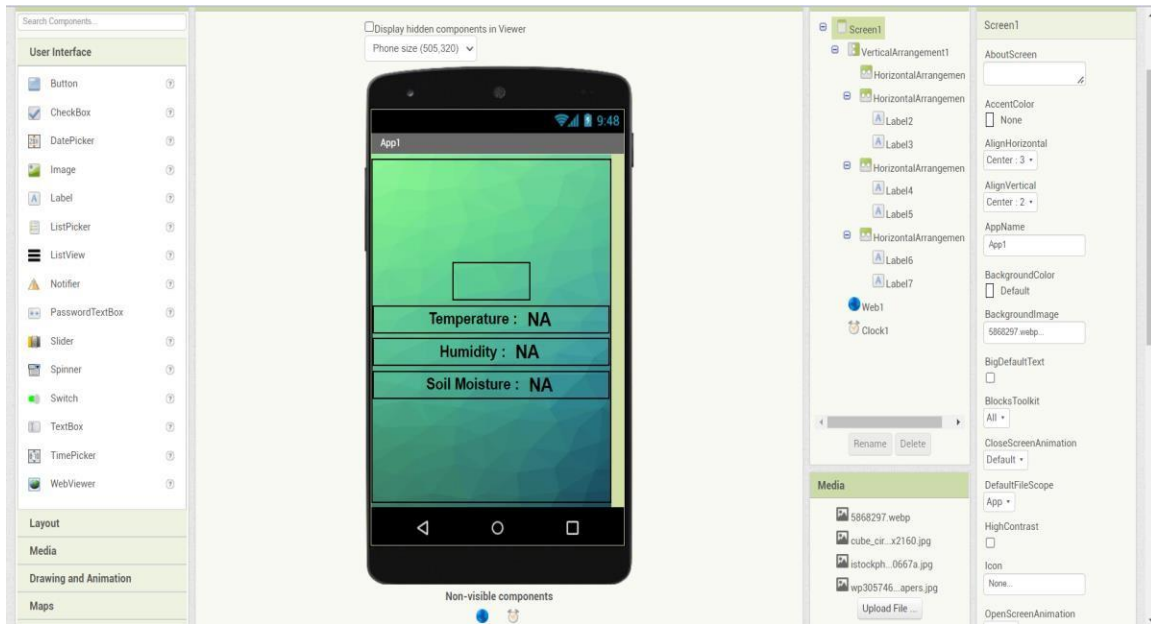 Search Components...
User Interface
Button
CheckBox
DatePicker
Image
Label
ListPicker
ListView
Notifier
PasswordTextBox
Slider
Spinner
Switch
TextBox
TimePicker
WebViewer
Layout
Media
Drawing and Animation
Maps
Display hidden components in Viewer
Phone size (505,320)
9:48
App1
Temperature : NA
Humidity : NA
Soil Moisture : NA
Non-visible components
Screen1
VerticalArrangement1
HorizontalArrangemen
HorizontalArrangemen
Label2
Label3
HorizontalArrangemen
Label4
Label5
HorizontalArrangemen
Label6
Label7
Web1
Clock1
Rename Delete
Media
5868297.webp
cube_cir...x2160.jpg
istockph...0667a.jpg
wp305746...apers.jpg
Upload File ...
Screen1
AboutScreen
AccentColor
None
AlignHorizontal
Center : 3
AlignVertical
Center : 2
AppName
App1
BackgroundColor
Default
BackgroundImage
5868297.webp...
BigDefaultText
BlocksToolkit
All
CloseScreenAnimation
Default
DefaultFileScope
App
HighContrast
Icon
None...
OpenScreenAnimation